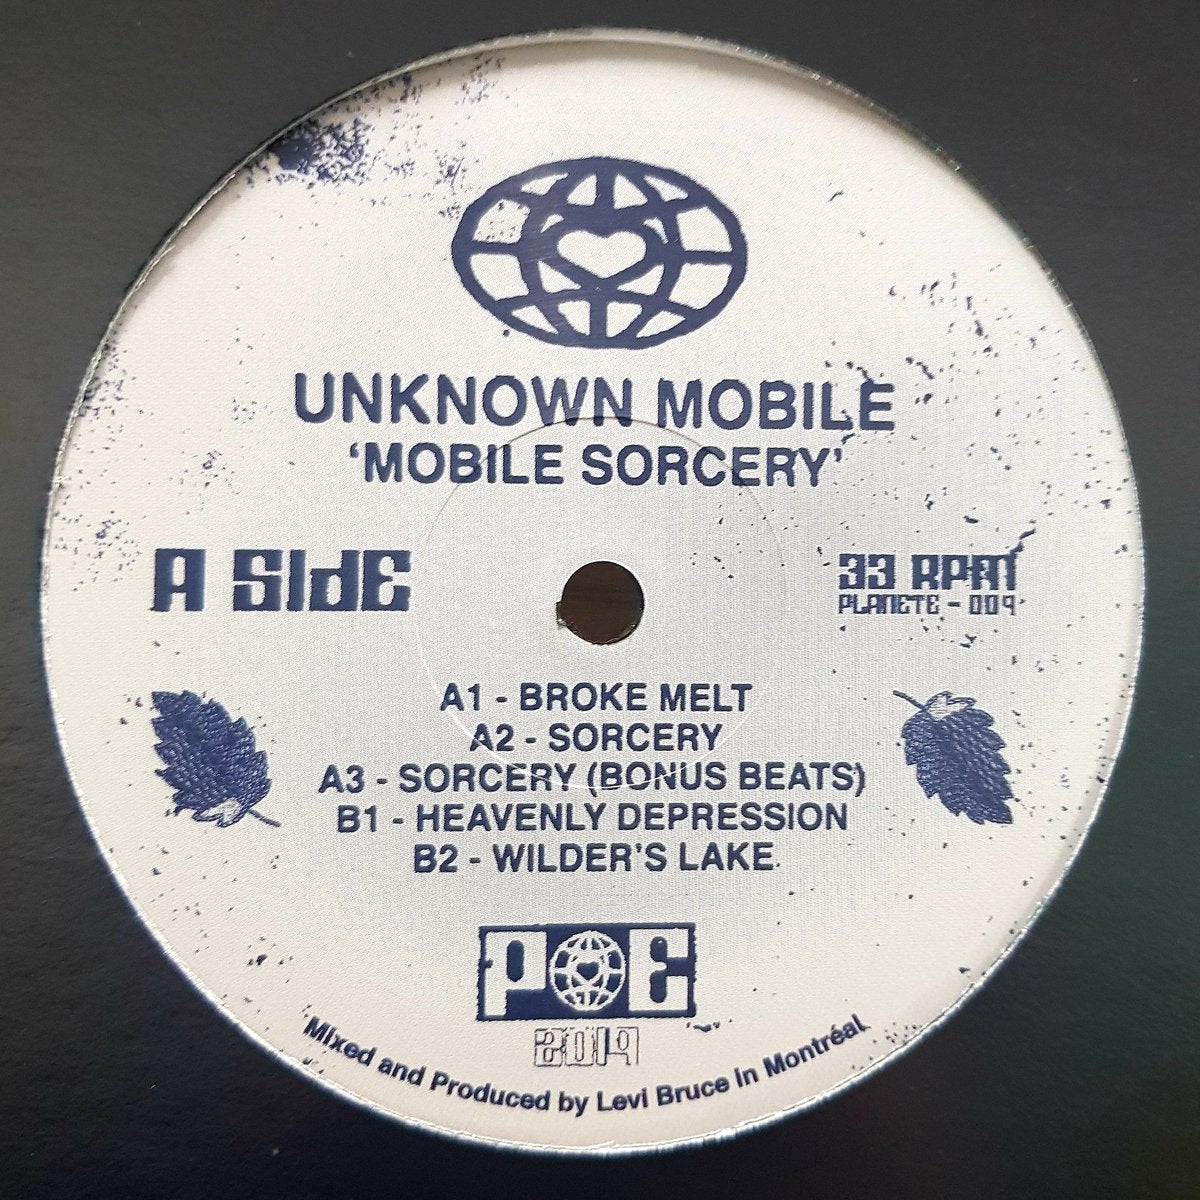 UNKNOWN MOBILE
‘MOBILE SORCERY’
A SIdE
33 RPM
PLANETE - 009
A1 - BROKE MELT
A2 - SORCERY
A3 - SORCERY (BONUS BEATS)
B1 - HEAVENLY DEPRESSION
B2 - WILDER'S LAKE
P E
2019
Mixed and Produced by Levi Bruce in Montréal